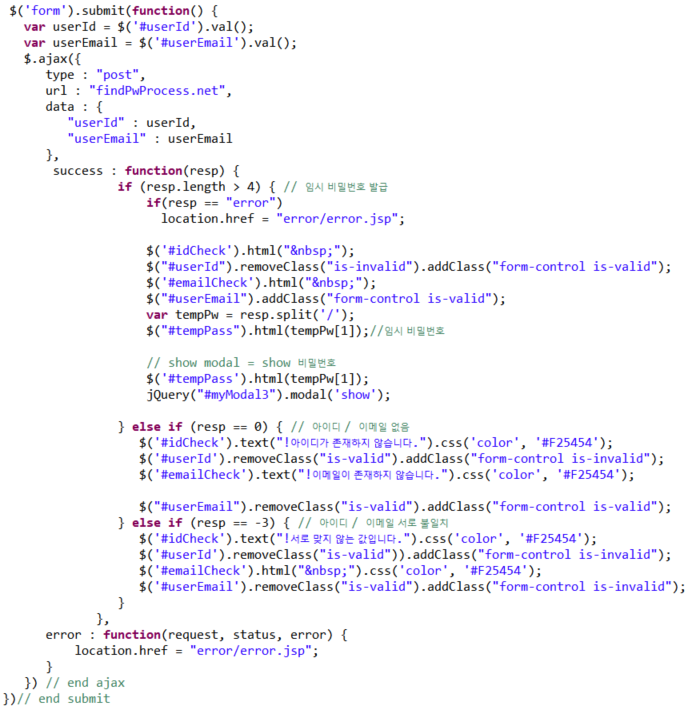 $('form').submit(function() {
var userId = $('#userId').val();
var userEmail = $('#userEmail').val();
$.ajax({
type : "post",
url : "findPwProcess.net",
data : {
"userId" : userId,
"userEmail" : userEmail
},
success : function(resp) {
if (resp.length > 4) { // 임시 비밀번호 발급
if(resp == "error")
location.href = "error/error.jsp";
$('#idCheck').html("&nbsp;");
$("#userId").removeClass("is-invalid").addClass("form-control is-valid");
$('#emailCheck').html("&nbsp;");
$("#userEmail").addClass("form-control is-valid");
var tempPw = resp.split('/');
$("#tempPass").html(tempPw[1]);//임시 비밀번호
// show modal = show 비밀번호
$('#tempPass').html(tempPw[1]);
jQuery("#myModal3").modal('show');
} else if (resp == 0) { // 아이디 / 이메일 없음
$('#idCheck').text("!아이디가 존재하지 않습니다.").css('color', '#F25454');
$('#userId').removeClass("is-valid").addClass("form-control is-invalid");
$('#emailCheck').text("!이메일이 존재하지 않습니다.").css('color', '#F25454');
$("#userEmail").removeClass("is-valid").addClass("form-control is-valid");
} else if (resp == -3) { // 아이디 / 이메일 서로 불일치
$('#idCheck').text("!서로 맞지 않는 값입니다.").css('color', '#F25454');
$('#userId').removeClass("is-valid")).addClass("form-control is-invalid");
$('#emailCheck').html("&nbsp;").css('color', '#F25454');
$('#userEmail').removeClass("is-valid").addClass("form-control is-invalid");
}
},
error : function(request, status, error) {
location.href = "error/error.jsp";
}
}) // end ajax
})// end submit